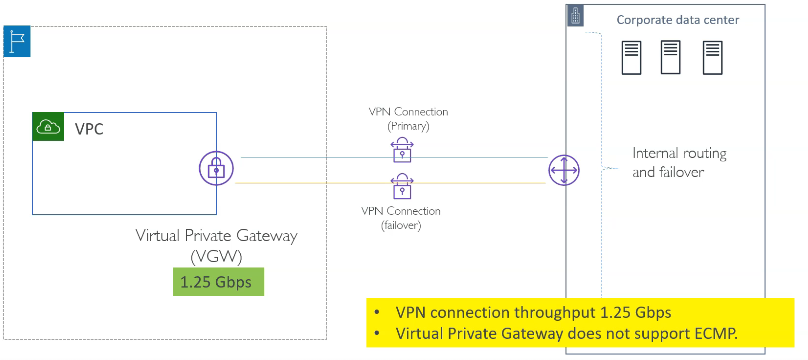 Corporate data center
VPN Connection
(Primary)
VPC
Internal routing
and failover
VPN Connection
(failover)
Virtual Private Gateway
(VGW)
1.25 Gbps
• VPN connection throughput 1.25 Gbps
• Virtual Private Gateway does not support ECMP.